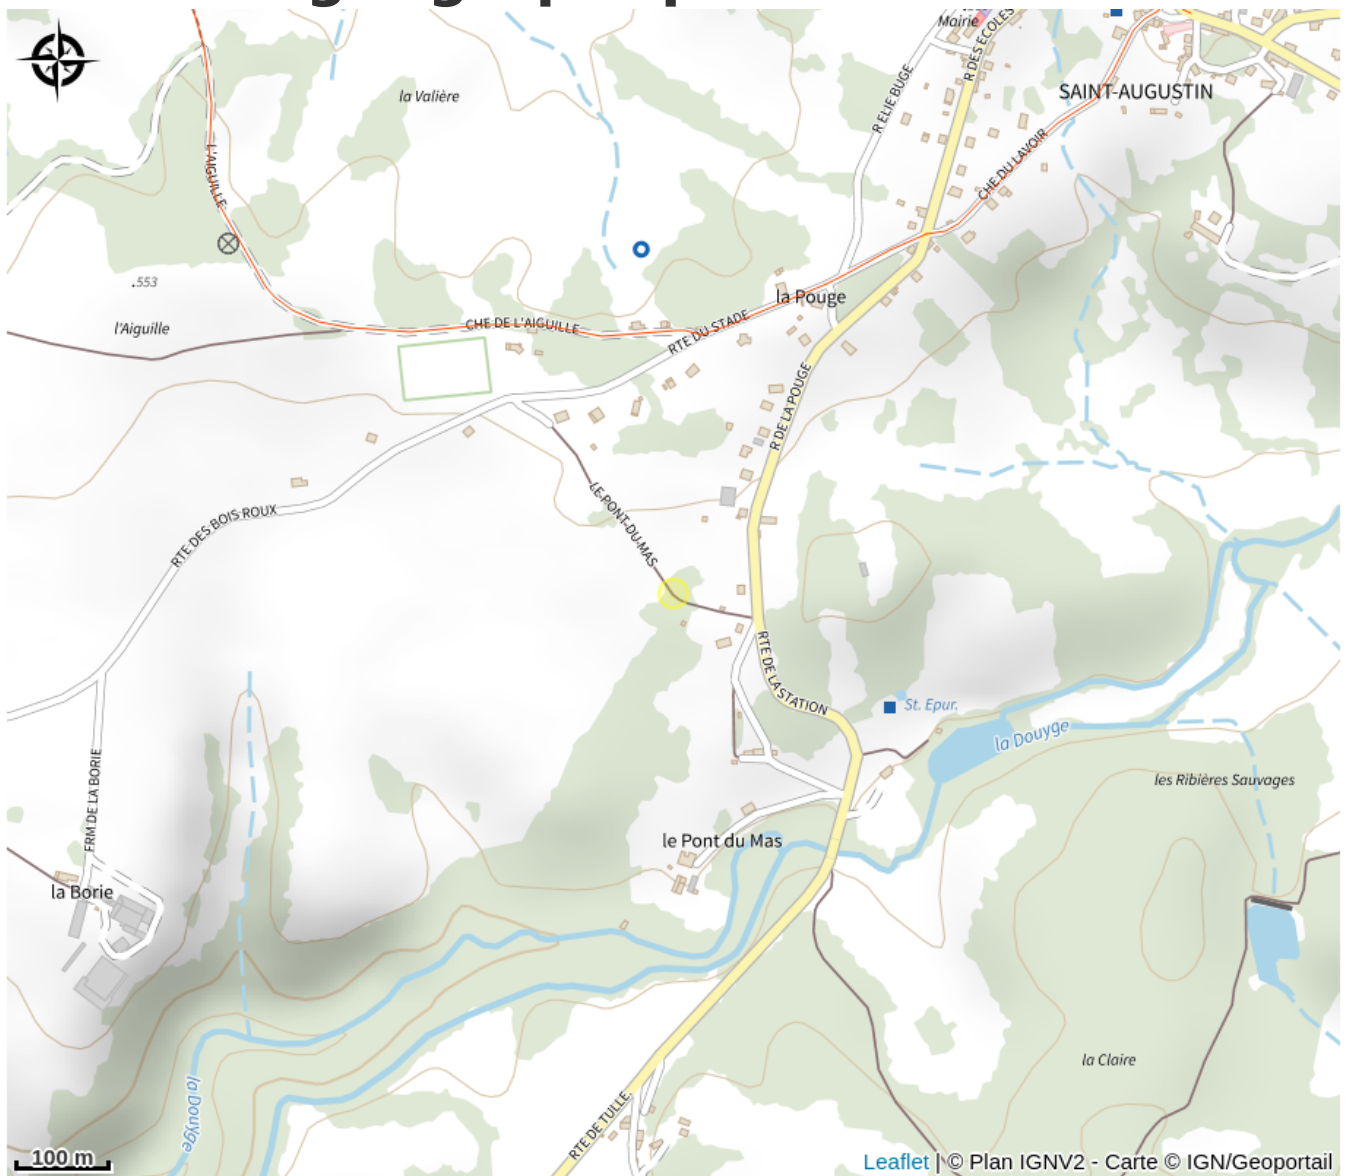 Mairie
R DES ECOLES
la Valière
SAINT-AUGUSTIN
R ELIE BUGE
CHE DU LAVOIR
L'AIGUILLE
.553
la Pouge
l'Aiguille
CHE DE L'AIGUILLE
RTE DU STADE
R DE LA POUGE
LE-PONT-DU-MAS
RTE DES BOIS ROUX
RTE DE LA STATION
St. Epur.
la Douyge
les Ribières Sauvages
FRM DE LA BORIE
le Pont du Mas
la Borie
la Claire
la Douyge
RTE DE TULLE
100 m
Leaflet | © Plan IGNV2 - Carte © IGN/Geoportail